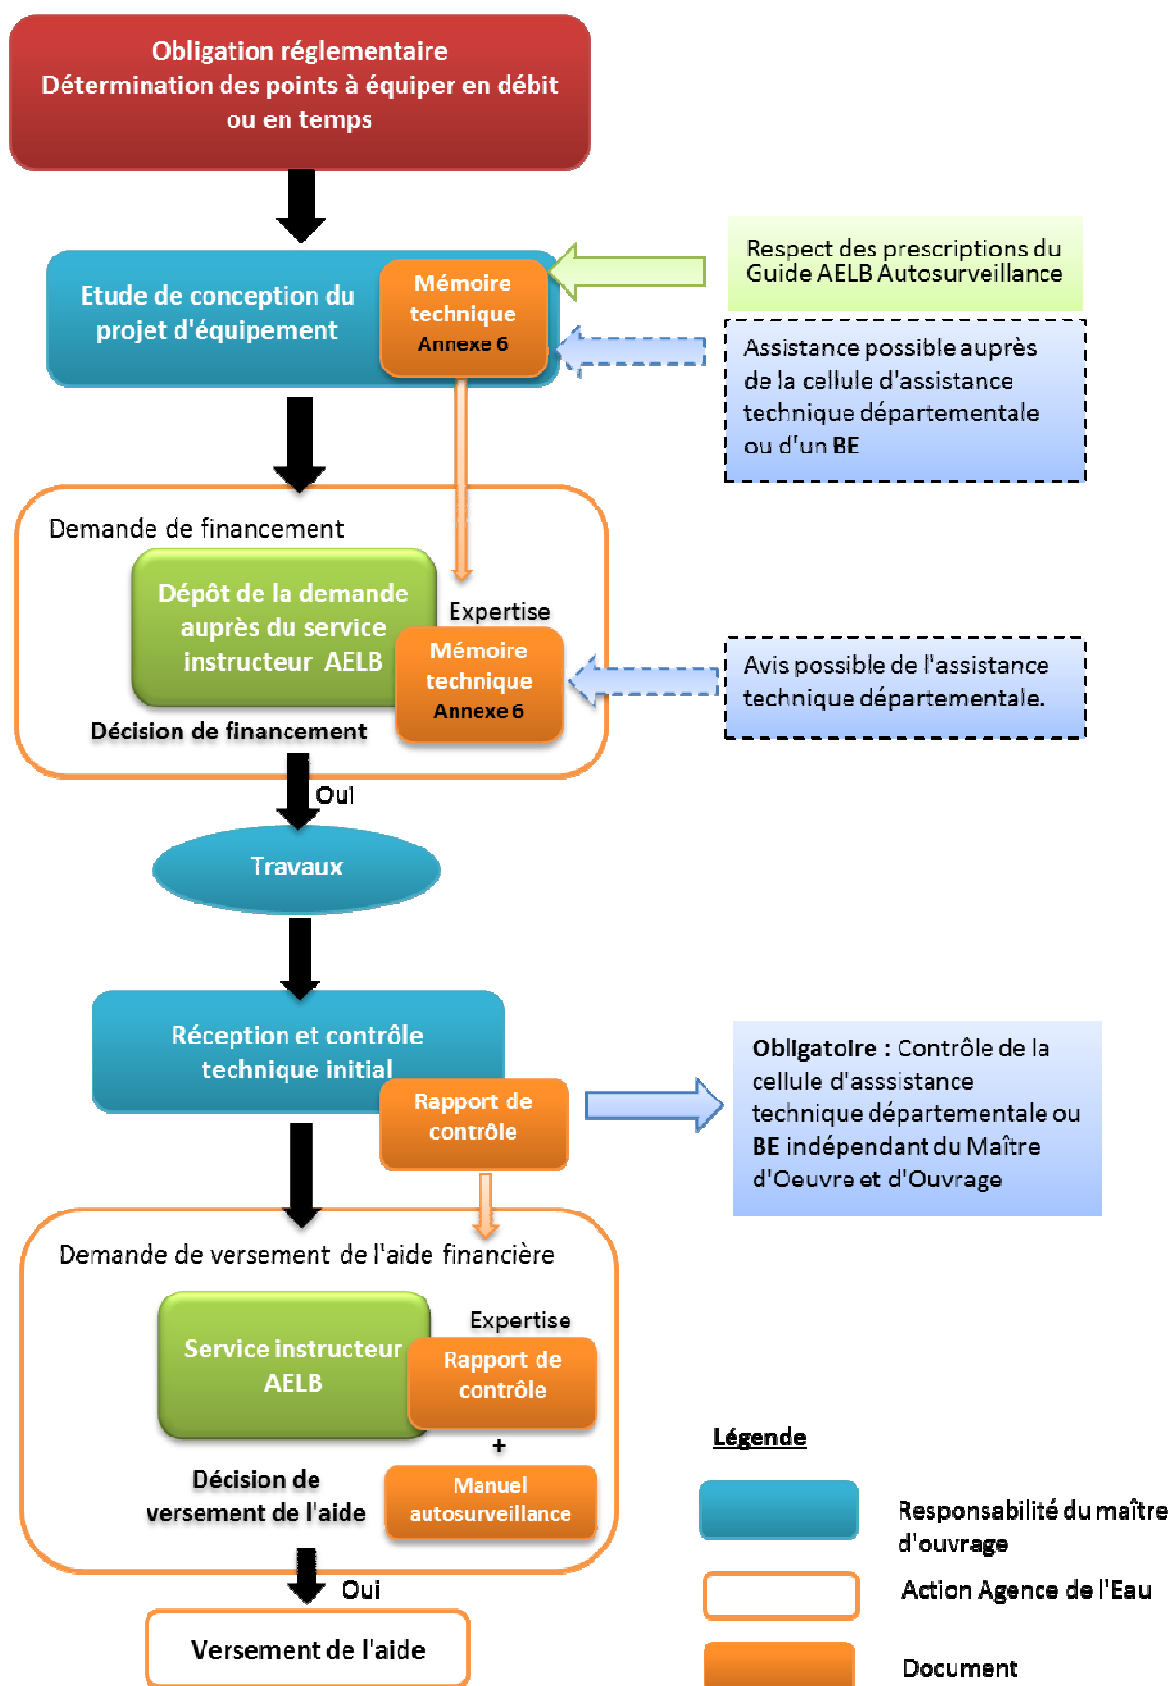 Obligation réglementaire
Détermination des points à équiper en débit
ou en temps
Etude de conception du
projet d'équipement
Mémoire
technique
Annexe 6
Respect des prescriptions du
Guide AELB Autosurveillance
Assistance possible auprès
de la cellule d'assistance
technique départementale
ou d'un BE
Demande de financement
Dépôt de la demande
auprès du service
instructeur AELB
Expertise
Mémoire
technique
Annexe 6
Avis possible de l'assistance
technique départementale.
Décision de financement
Oui
Travaux
Réception et contrôle
technique initial
Rapport de
contrôle
Obligatoire : Contrôle de la
cellule d'asssistance
technique départementale ou
BE indépendant du Maître
d'Oeuvre et d'Ouvrage
Demande de versement de l'aide financière
Service instructeur
AELB
Expertise
Rapport de
contrôle
+
Manuel
autosurveillance
Décision de
versement de l'aide
Oui
Versement de l'aide
Légende
Responsabilité du maître
d'ouvrage
Action Agence de l'Eau
Document